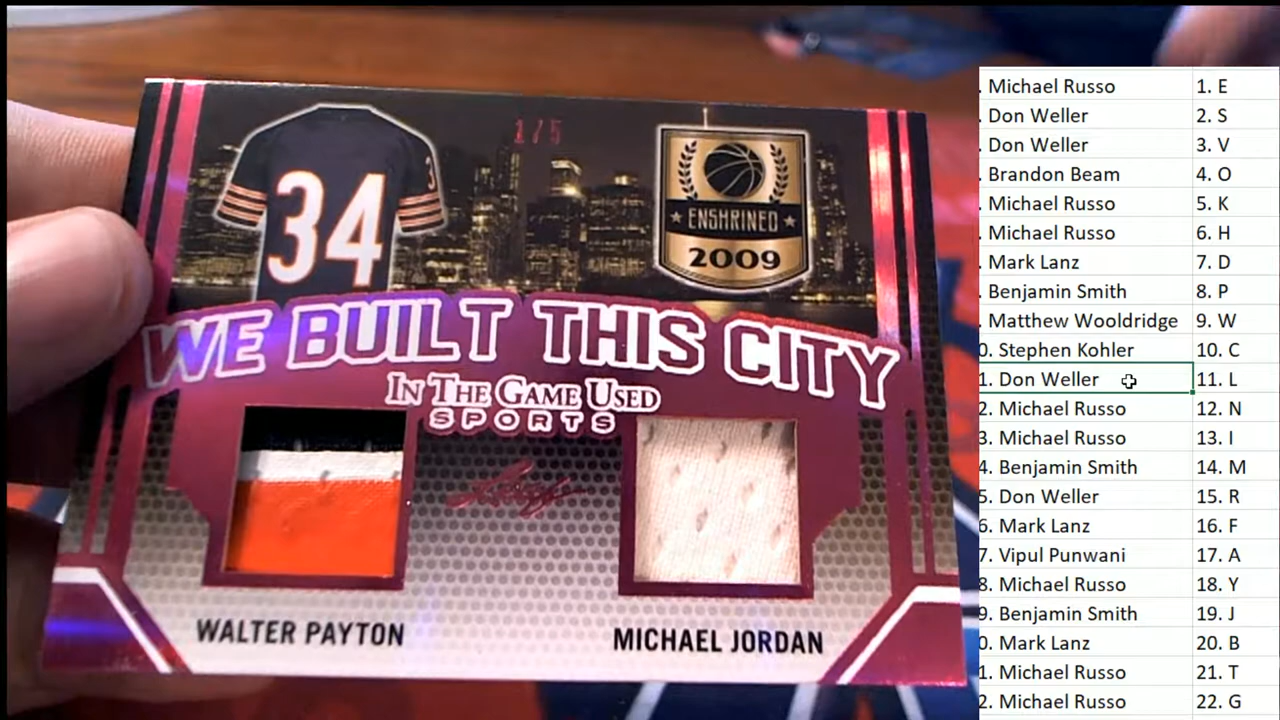 1/5
34
3
ENSHRINED
2009
WE BUILT THIS CITY
IN THE GAME USED
SPORTS
Leaf
WALTER PAYTON
MICHAEL JORDAN
. Michael Russo 1. E
. Don Weller 2. S
. Don Weller 3. V
. Brandon Beam 4. O
. Michael Russo 5. K
. Michael Russo 6. H
. Mark Lanz 7. D
. Benjamin Smith 8. P
. Matthew Wooldridge 9. W
0. Stephen Kohler 10. C
1. Don Weller 11. L
2. Michael Russo 12. N
3. Michael Russo 13. I
4. Benjamin Smith 14. M
5. Don Weller 15. R
6. Mark Lanz 16. F
7. Vipul Punwani 17. A
8. Michael Russo 18. Y
9. Benjamin Smith 19. J
0. Mark Lanz 20. B
1. Michael Russo 21. T
2. Michael Russo 22. G